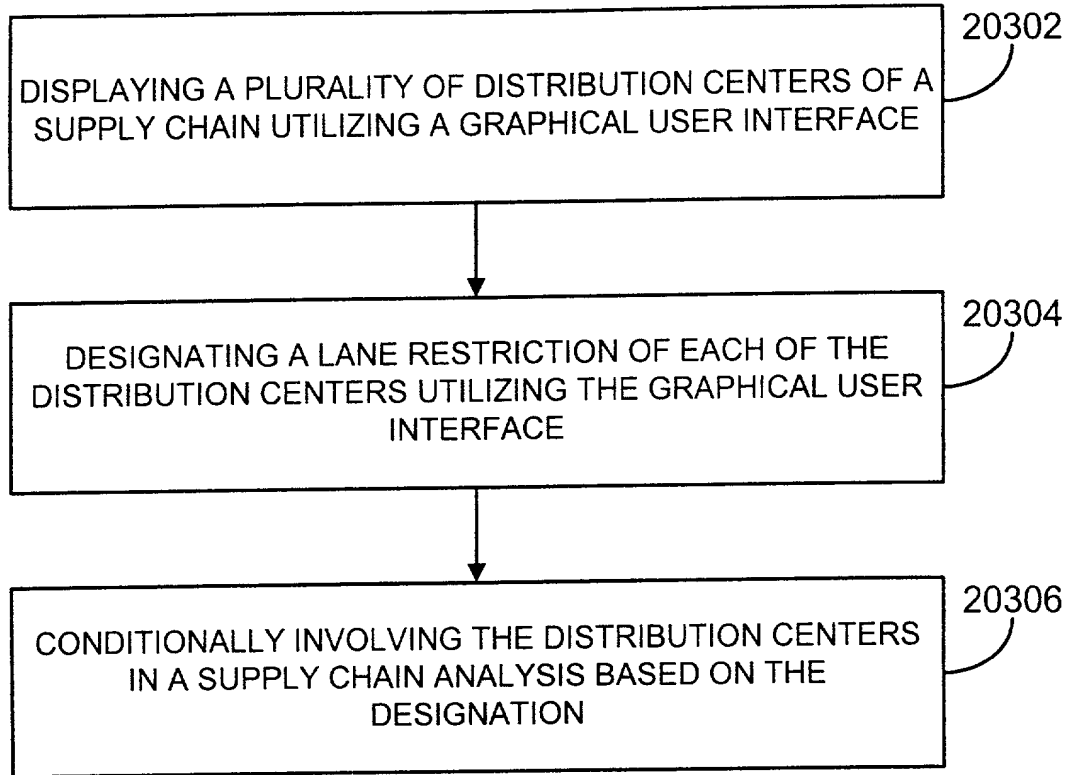 20302
DISPLAYING A PLURALITY OF DISTRIBUTION CENTERS OF A
SUPPLY CHAIN UTILIZING A GRAPHICAL USER INTERFACE
20304
DESIGNATING A LANE RESTRICTION OF EACH OF THE
DISTRIBUTION CENTERS UTILIZING THE GRAPHICAL USER
INTERFACE
20306
CONDITIONALLY INVOLVING THE DISTRIBUTION CENTERS
IN A SUPPLY CHAIN ANALYSIS BASED ON THE
DESIGNATION